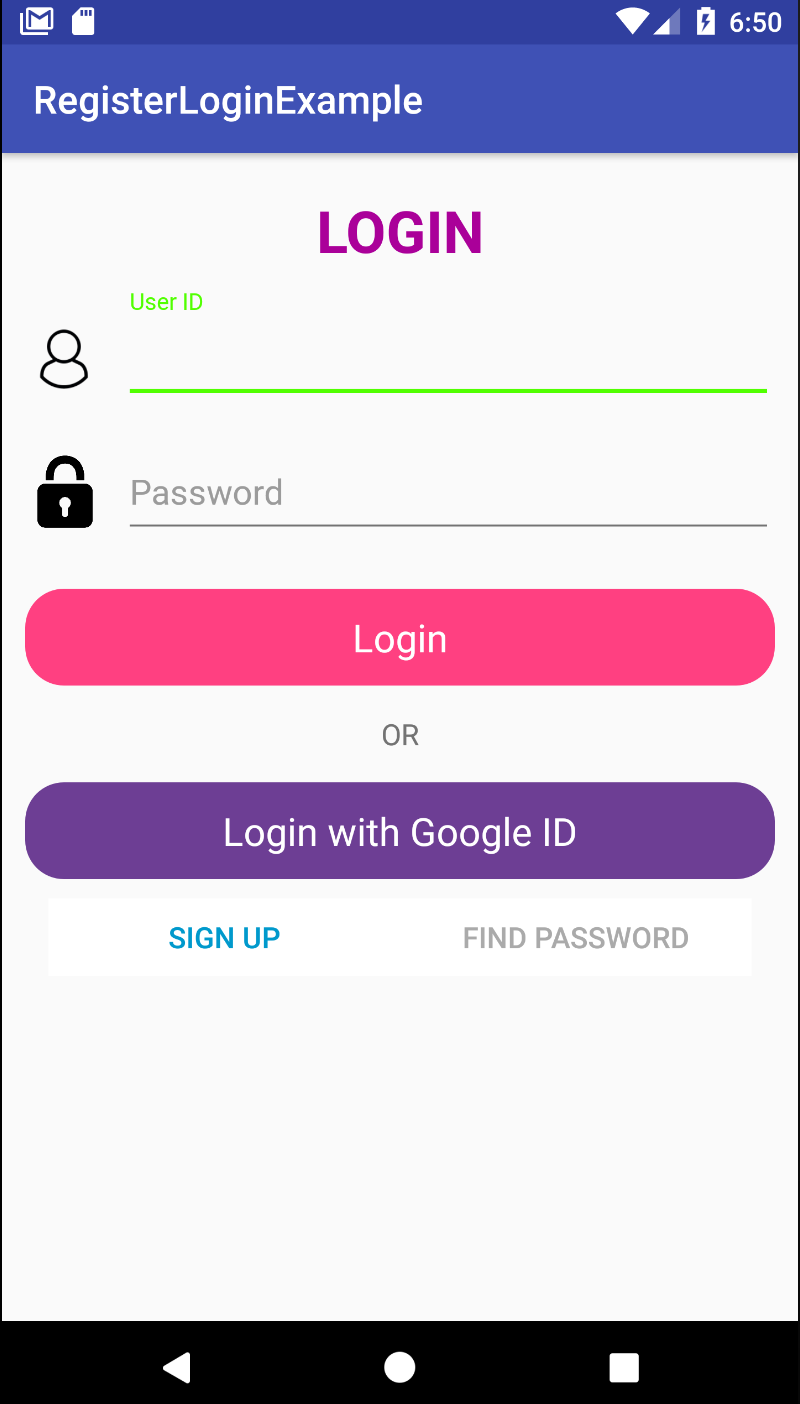 6:50
RegisterLoginExample
LOGIN
User ID
Password
Login
OR
Login with Google ID
SIGN UP FIND PASSWORD